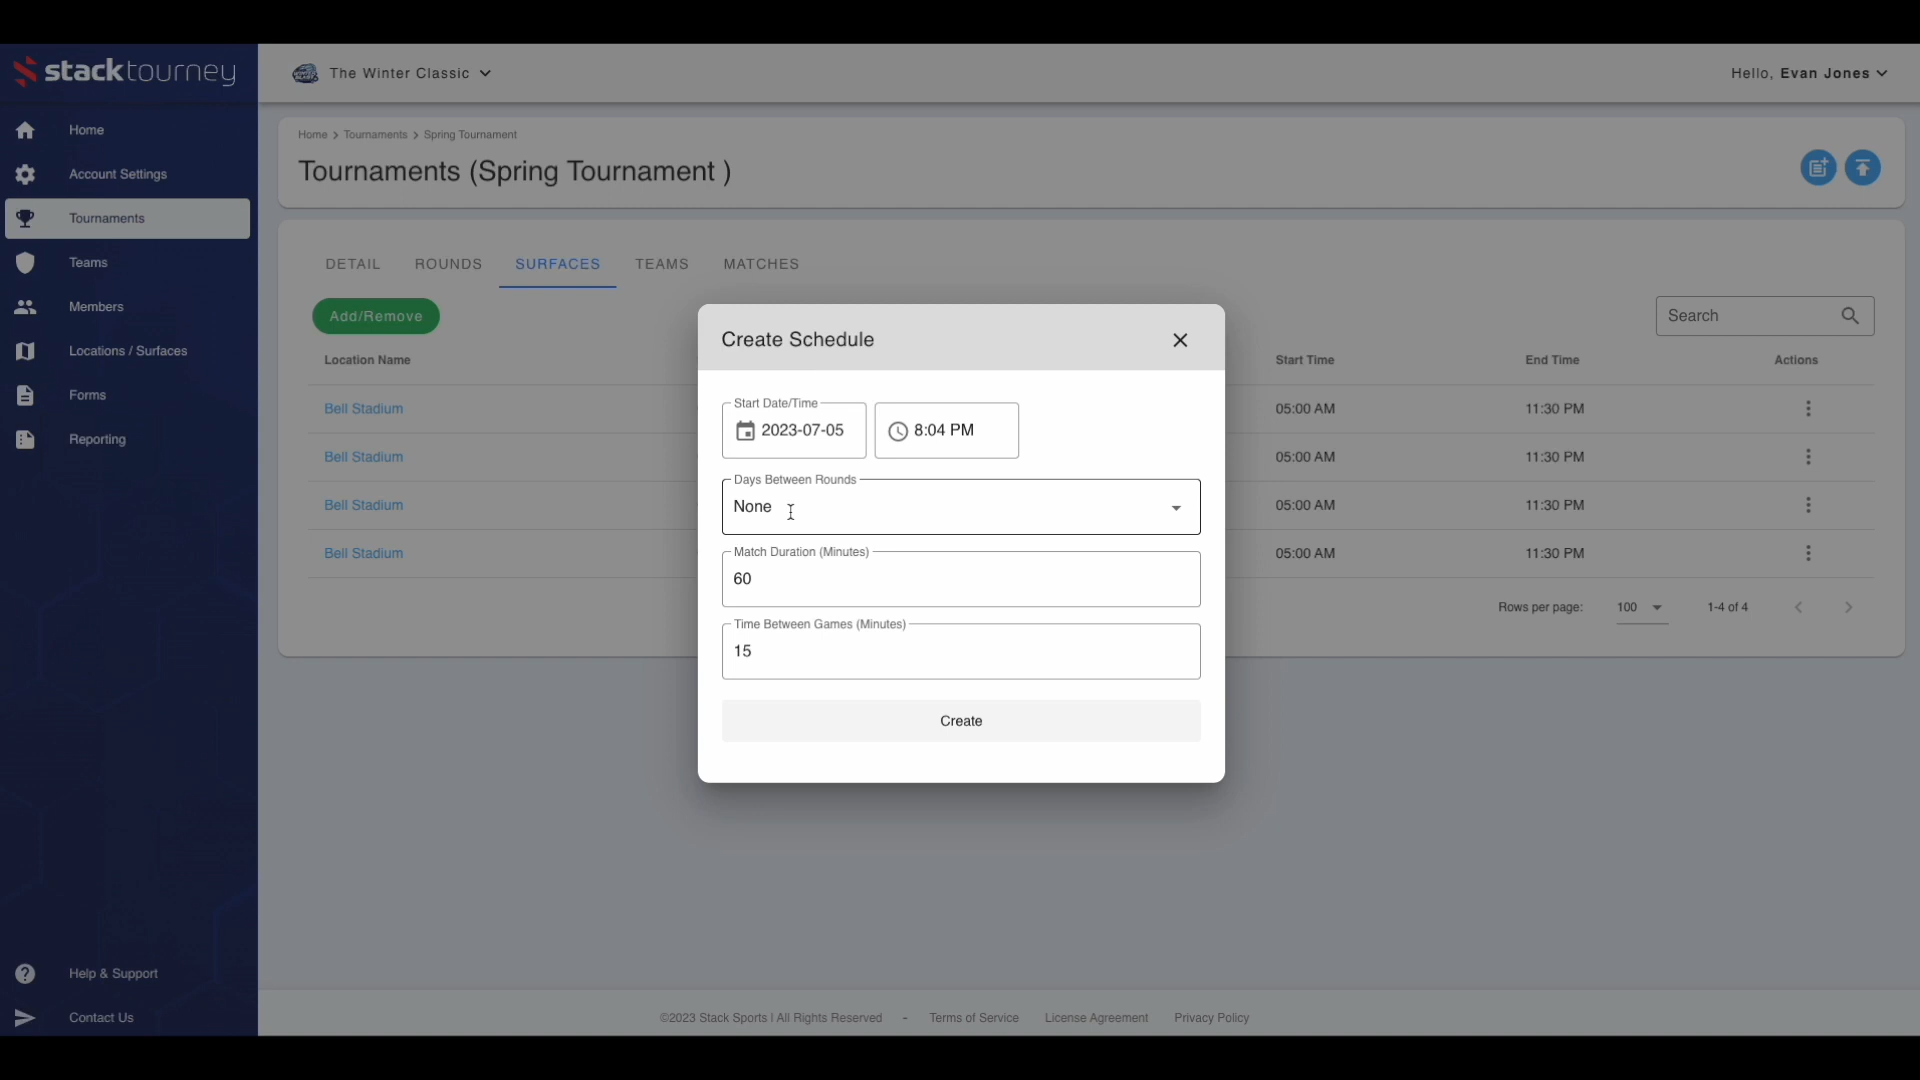 stacktourney
The Winter Classic
Hello, Evan Jones
Home
Account Settings
Tournaments
Teams
Members
Locations / Surfaces
Forms
Reporting
Help & Support
Contact Us
Home > Tournaments > Spring Tournament
Tournaments (Spring Tournament )
DETAIL ROUNDS SURFACES TEAMS MATCHES
Add/Remove
Search
Location Name Start Time End Time Actions
Bell Stadium 05:00 AM 11:30 PM
Bell Stadium 05:00 AM 11:30 PM
Bell Stadium 05:00 AM 11:30 PM
Bell Stadium 05:00 AM 11:30 PM
Rows per page: 100 1-4 of 4
Create Schedule
Start Date/Time
2023-07-05 8:04 PM
Days Between Rounds
None
Match Duration (Minutes)
60
Time Between Games (Minutes)
15
Create
©2023 Stack Sports | All Rights Reserved - Terms of Service License Agreement Privacy Policy